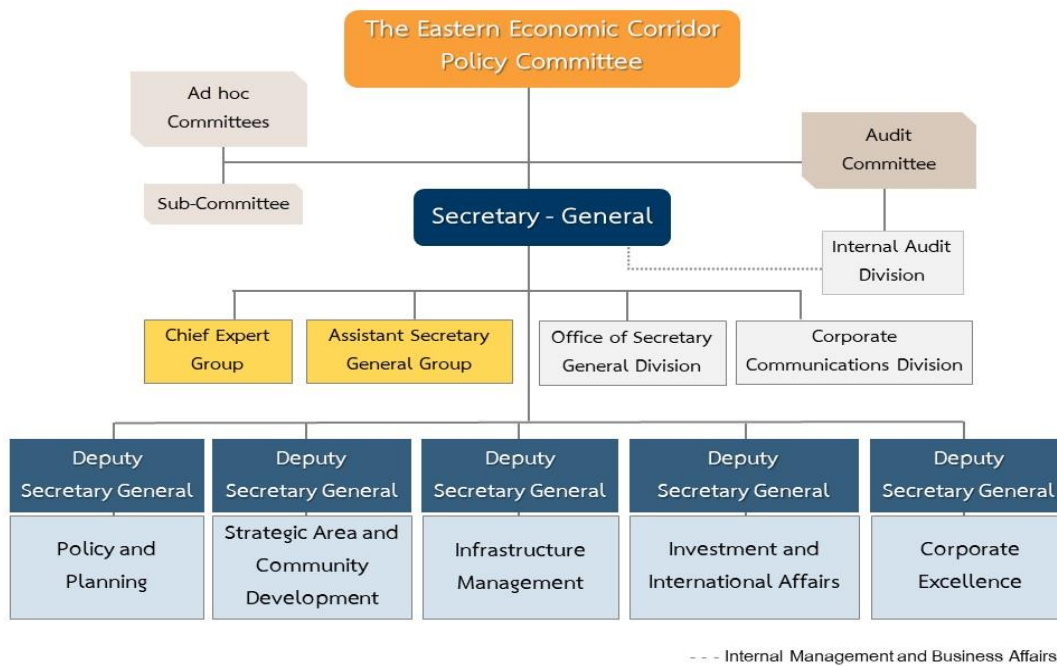 The Eastern Economic Corridor
Policy Committee
Ad hoc
Committees
Audit
Committee
Sub-Committee
Secretary - General
Internal Audit
Division
Chief Expert
Group
Assistant Secretary
General Group
Office of Secretary
General Division
Corporate
Communications Division
Deputy
Secretary General
Deputy
Secretary General
Deputy
Secretary General
Deputy
Secretary General
Deputy
Secretary General
Policy and
Planning
Strategic Area and
Community
Development
Infrastructure
Management
Investment and
International Affairs
Corporate
Excellence
- - - Internal Management and Business Affairs